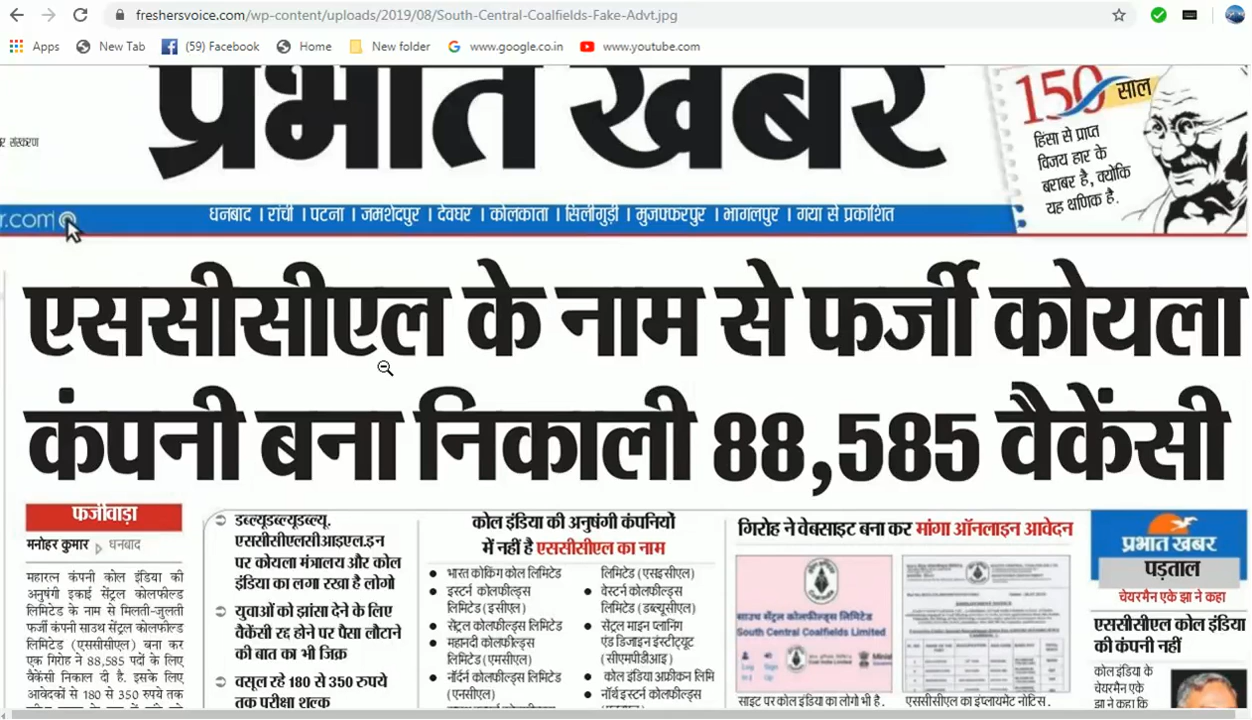 freshersvoice.com/wp-content/uploads/2019/08/South-Central-Coalfields-Fake-Advt.jpg
Apps New Tab (59) Facebook Home New folder www.google.co.in www.youtube.com
प्रभात खबर
150 साल
हिंसा से प्राप्त
विजय हार के
बराबर है, क्योंकि
यह क्षणिक है.
संस्करण
r.com
धनबाद । रांची । पटना । जमशेदपुर । देवघर । कोलकाता । सिलीगुड़ी । मुजफ्फरपुर । भागलपुर । गया से प्रकाशित
एससीसीएल के नाम से फर्जी कोयला
कंपनी बना निकाली 88,585 वैकेंसी
फर्जीवाड़ा
मनोहर कुमार धनबाद
महारत्न कंपनी कोल इंडिया की
अनुषंगी इकाई सेंट्रल कोलफील्ड
लिमिटेड के नाम से मिलती-जुलती
फर्जी कंपनी साउथ सेंट्रल कोलफील्ड
लिमिटेड (एससीसीएल) बना कर
एक गिरोह ने 88,585 पदों के लिए
वैकेंसी निकाल दी है. इसके लिए
आवेदकों से 180 से 350 रुपये तक
डब्ल्यूडब्ल्यूडब्ल्यू.
एससीसीएलसीआइएल.इन
पर कोयला मंत्रालय और कोल
इंडिया का लगा रखा है लोगो
युवाओं को झांसा देने के लिए
वैकेंसी रद्द होने पर पैसा लौटाने
की बात का भी जिक्र
वसूल रहे 180 से 350 रुपये
तक परीक्षा शुल्क
कोल इंडिया की अनुषंगी कंपनियों
में नहीं है एससीसीएल का नाम
भारत कोकिंग कोल लिमिटेड
इस्टर्न कोलफील्ड्स
लिमिटेड (इसीएल)
सेंट्रल कोलफील्ड्स लिमिटेड
महानदी कोलफील्ड्स
लिमिटेड (एमसीएल)
नॉर्दर्न कोलफील्ड्स लिमिटेड
(एनसीएल)
लिमिटेड (एसइसीएल)
वेस्टर्न कोलफील्ड्स
लिमिटेड (डब्ल्यूसीएल)
सेंट्रल माइन प्लानिंग
एंड डिजाइन इंस्टीट्यूट
(सीएमपीडीआइ)
कोल इंडिया अफ्रीकन लिमि
नॉर्थ इस्टर्न कोलफील्ड्स
गिरोह ने वेबसाइट बना कर मांगा ऑनलाइन आवेदन
साउथ सेंट्रल कोलफील्ड्स लिमिटेड
South Central Coalfields Limited
साइट पर कोल इंडिया का लोगो भी है.
एससीसीएल का इंप्लायमेंट नोटिस.
प्रभात खबर
पड़ताल
चेयरमैन एके झा ने कहा
एससीसीएल कोल इंडिया
की कंपनी नहीं
कोल इंडिया के
चेयरमैन एके
झा ने कहा कि